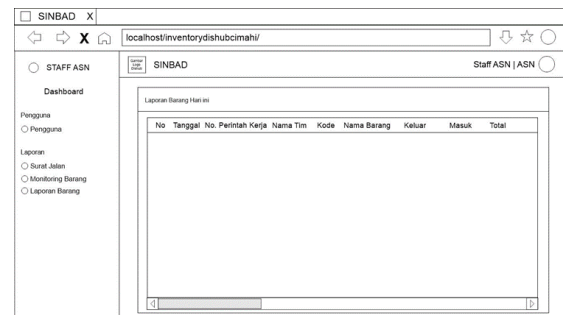 SINBAD X
X localhost/inventorydishubcimahi/
STAFF ASN
Dashboard
Pengguna
Pengguna
Laporan
Surat Jalan
Monitoring Barang
Laporan Barang
SINBAD
Staff ASN | ASN
Laporan Barang Hari ini
No Tanggal No. Perintah Kerja Nama Tim Kode Nama Barang Keluar Masuk Total